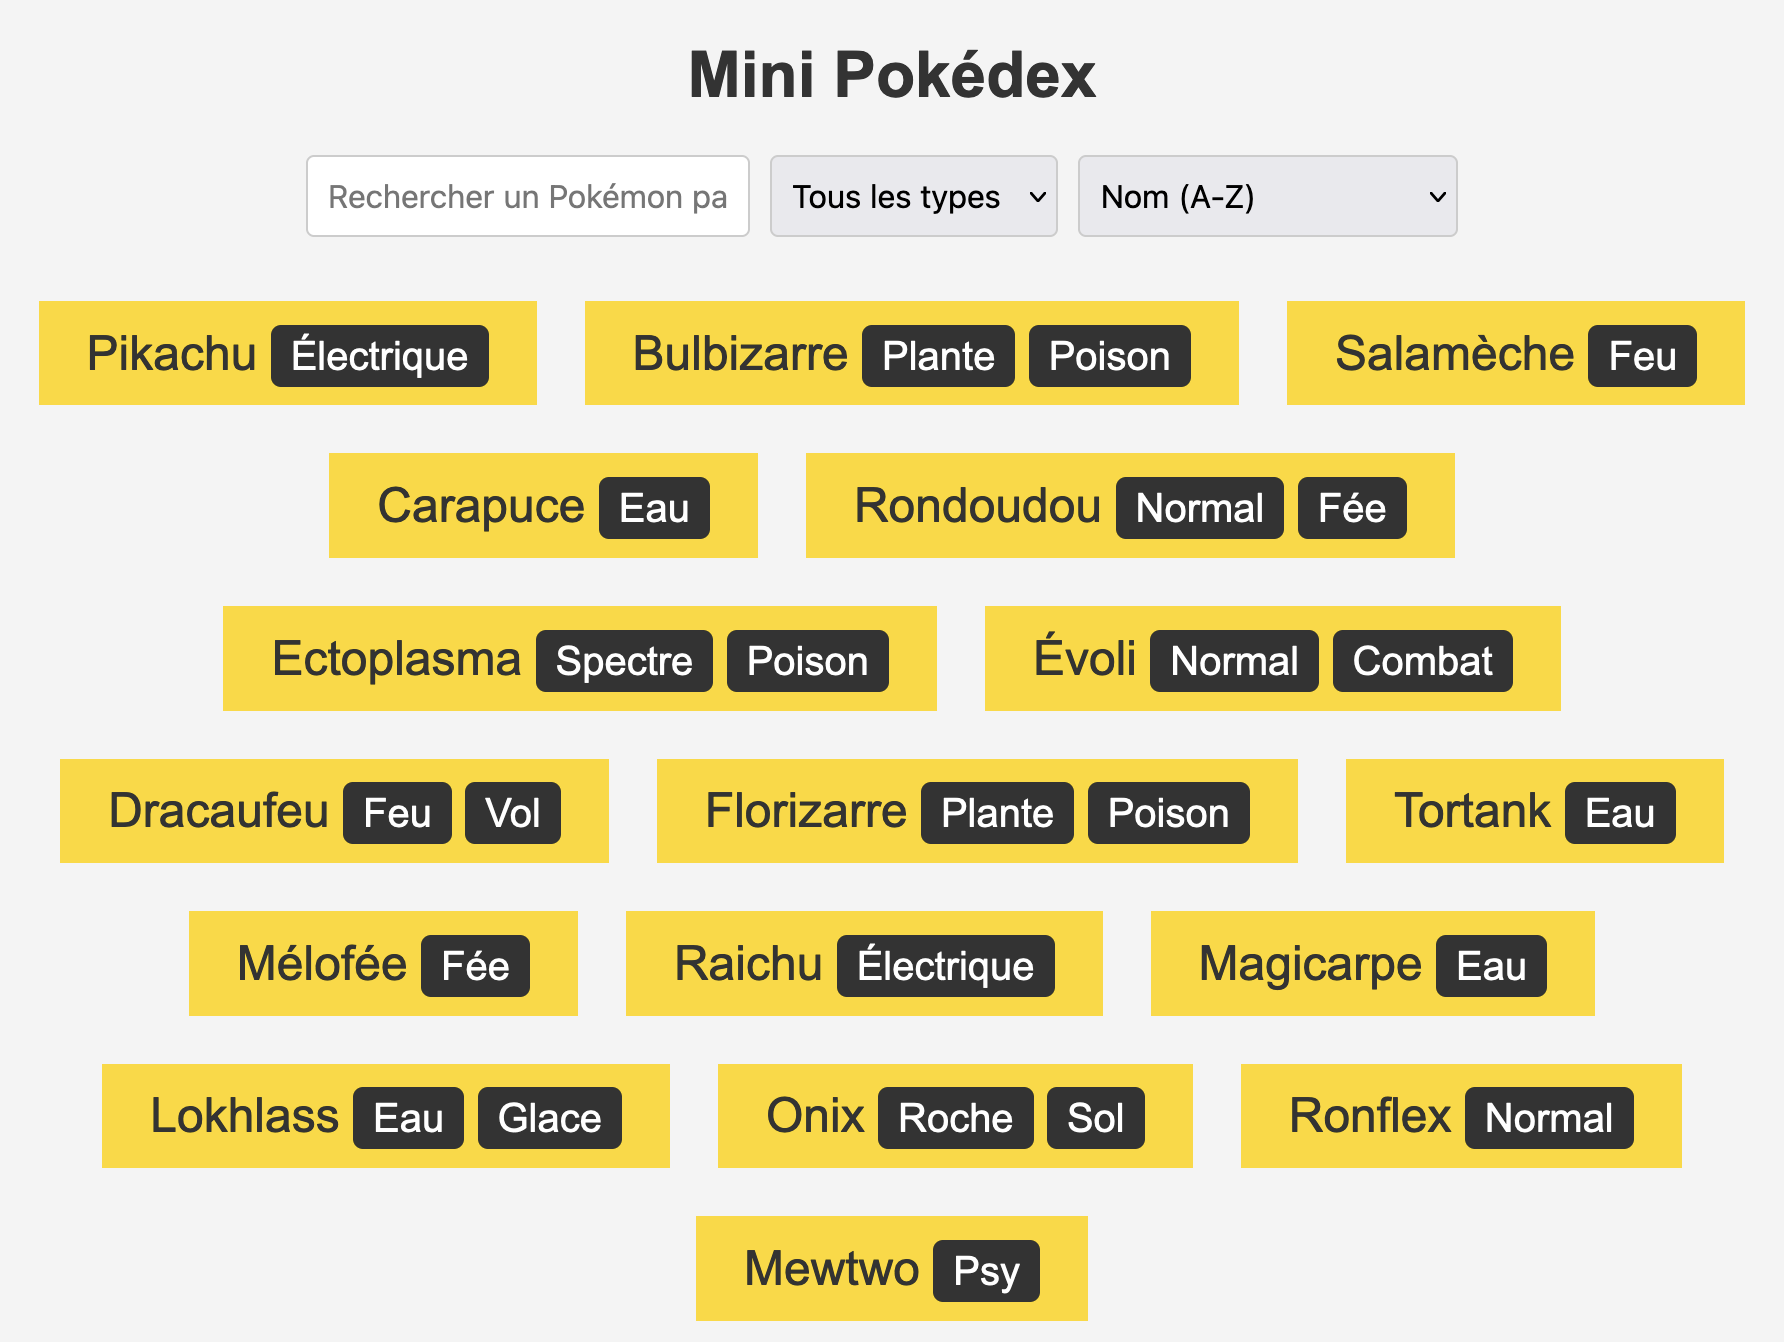 Mini Pokédex
Rechercher un Pokémon pa Tous les types Nom (A-Z)
Pikachu Électrique Bulbizarre Plante Poison Salamèche Feu
Carapuce Eau Rondoudou Normal Fée
Ectoplasma Spectre Poison Évoli Normal Combat
Dracaufeu Feu Vol Florizarre Plante Poison Tortank Eau
Mélofée Fée Raichu Électrique Magicarpe Eau
Lokhlass Eau Glace Onix Roche Sol Ronflex Normal
Mewtwo Psy